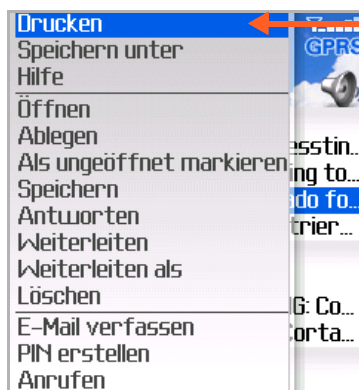 Drucken
Speichern unter
GPRS
Hilfe
Öffnen
Ablegen
Als ungeöffnet markieren
Speichern
Antworten
Weiterleiten
Weiterleiten als
Löschen
E-Mail verfassen
PIN erstellen
Anrufen